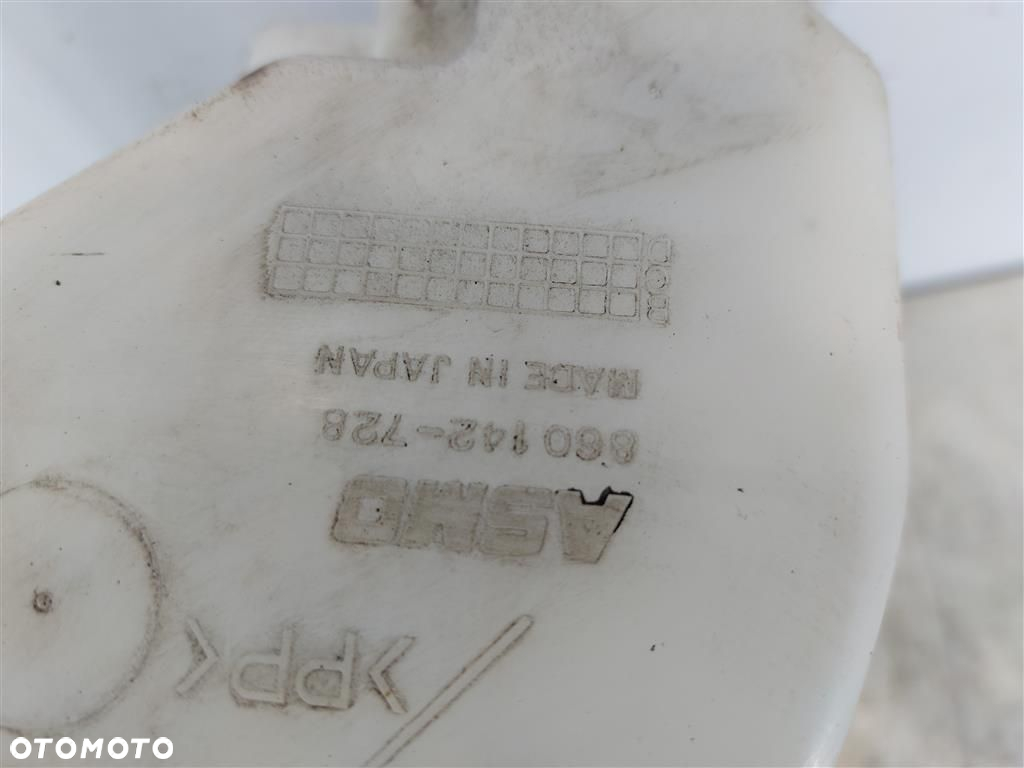 >PP<
ASMO
860142-728
MADE IN JAPAN
B
C
D
OTOMOTO